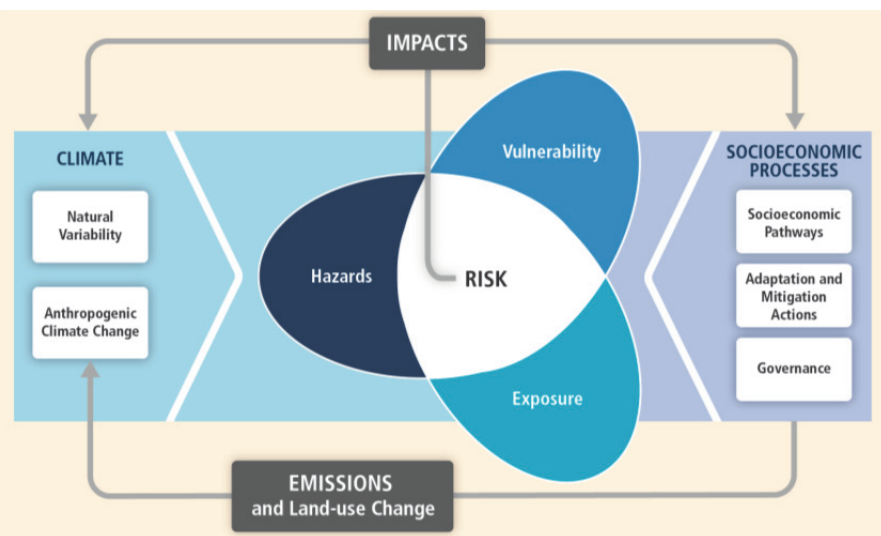 IMPACTS
CLIMATE
Natural
Variability
Anthropogenic
Climate Change
Vulnerability
Hazards
RISK
Exposure
SOCIOECONOMIC
PROCESSES
Socioeconomic
Pathways
Adaptation and
Mitigation
Actions
Governance
EMISSIONS
and Land-use Change